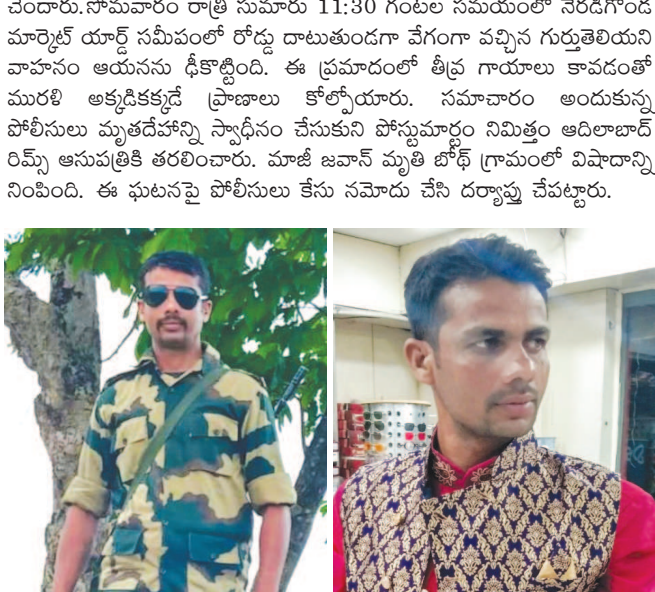 చెందారు.సోమవారం రాత్రి సుమారు 11:30 గంటల సమయంలో నేరడిగొండ
మార్కెట్ యార్డ్ సమీపంలో రోడ్డు దాటుతుండగా వేగంగా వచ్చిన గుర్తుతెలియని
వాహనం ఆయనను ఢీకొట్టింది. ఈ ప్రమాదంలో తీవ్ర గాయాలు కావడంతో
మురళి అక్కడికక్కడే ప్రాణాలు కోల్పోయారు. సమాచారం అందుకున్న
పోలీసులు మృతదేహాన్ని స్వాధీనం చేసుకుని పోస్టుమార్టం నిమిత్తం ఆదిలాబాద్
రిమ్స్ ఆసుపత్రికి తరలించారు. మాజీ జవాన్ మృతి బోథ్ గ్రామంలో విషాదాన్ని
నింపింది. ఈ ఘటనపై పోలీసులు కేసు నమోదు చేసి దర్యాప్తు చేపట్టారు.